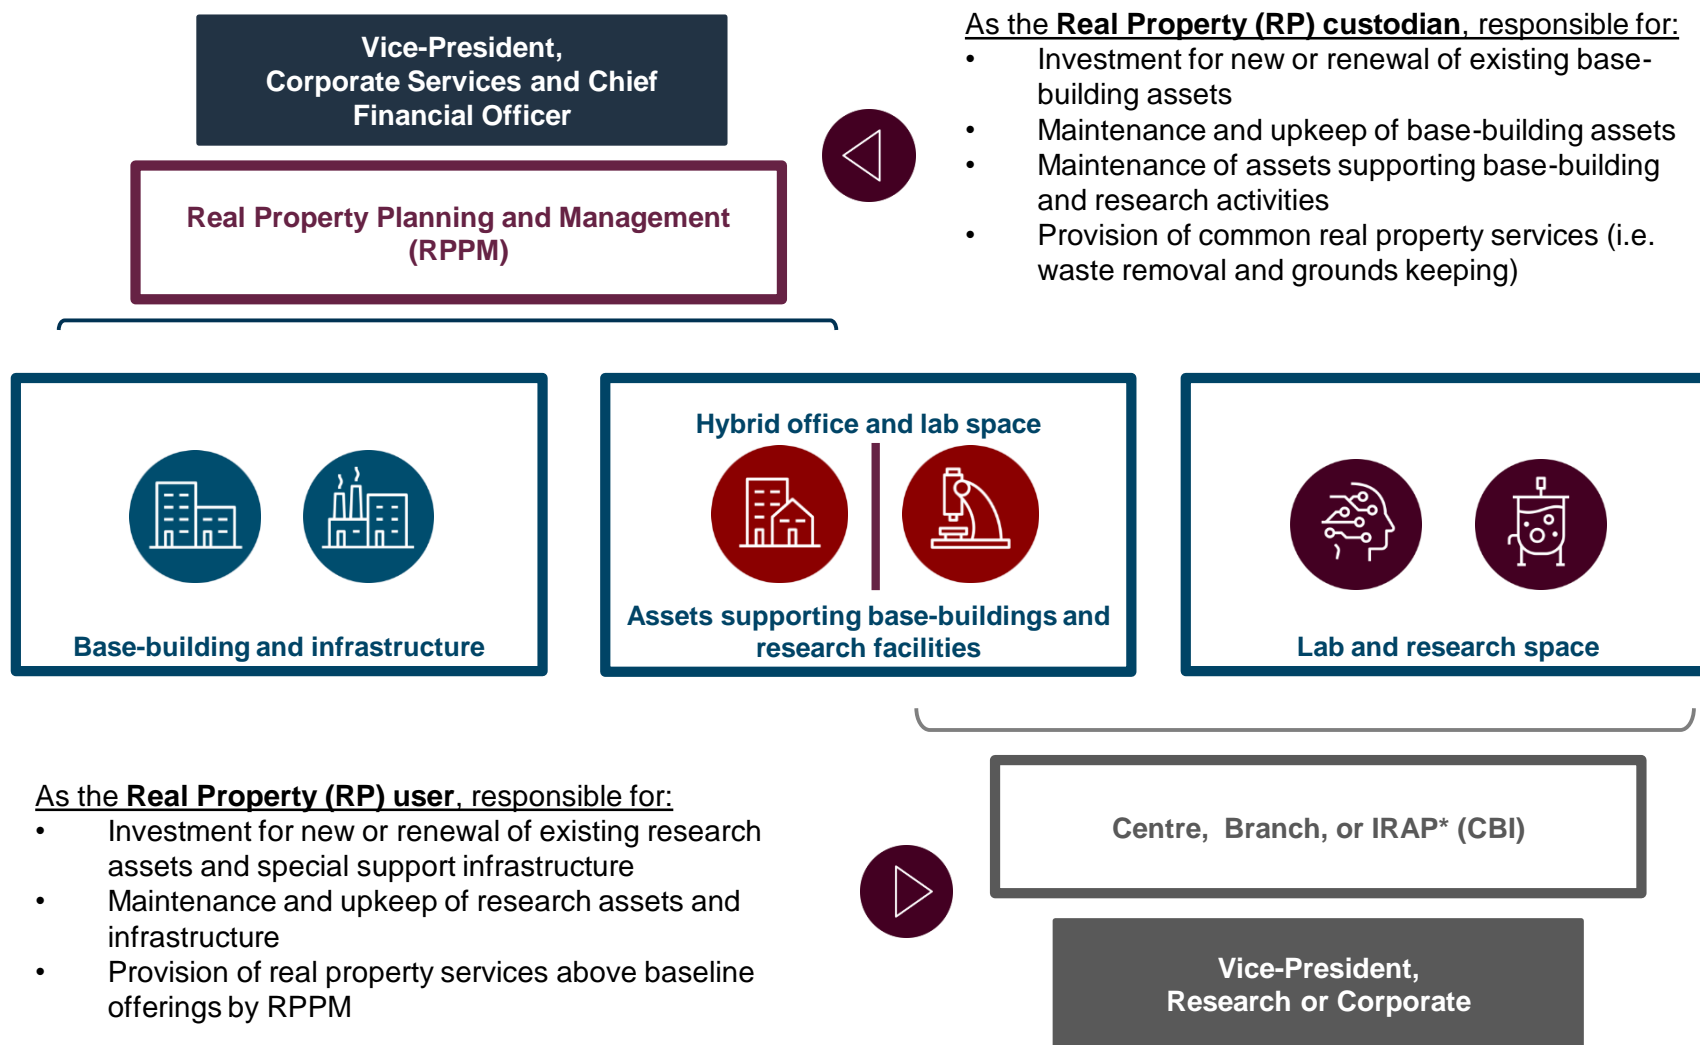 Vice-President,
Corporate Services and Chief
Financial Officer
Real Property Planning and Management
(RPPM)
As the Real Property (RP) custodian, responsible for:
• Investment for new or renewal of existing base-
building assets
• Maintenance and upkeep of base-building assets
• Maintenance of assets supporting base-building
and research activities
• Provision of common real property services (i.e.
waste removal and grounds keeping)
Base-building and infrastructure
Hybrid office and lab space
Assets supporting base-buildings and
research facilities
Lab and research space
As the Real Property (RP) user, responsible for:
• Investment for new or renewal of existing research
assets and special support infrastructure
• Maintenance and upkeep of research assets and
infrastructure
• Provision of real property services above baseline
offerings by RPPM
Centre, Branch, or IRAP* (CBI)
Vice-President,
Research or Corporate